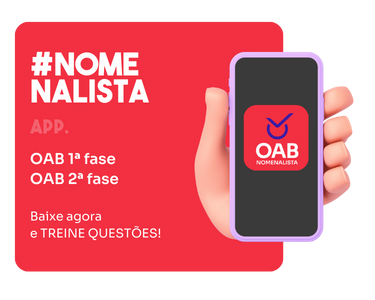 #NOME
NALISTA
APP.
OAB 1ª fase
OAB 2ª fase
Baixe agora
e TREINE QUESTÕES!
OAB
NOMENALISTA